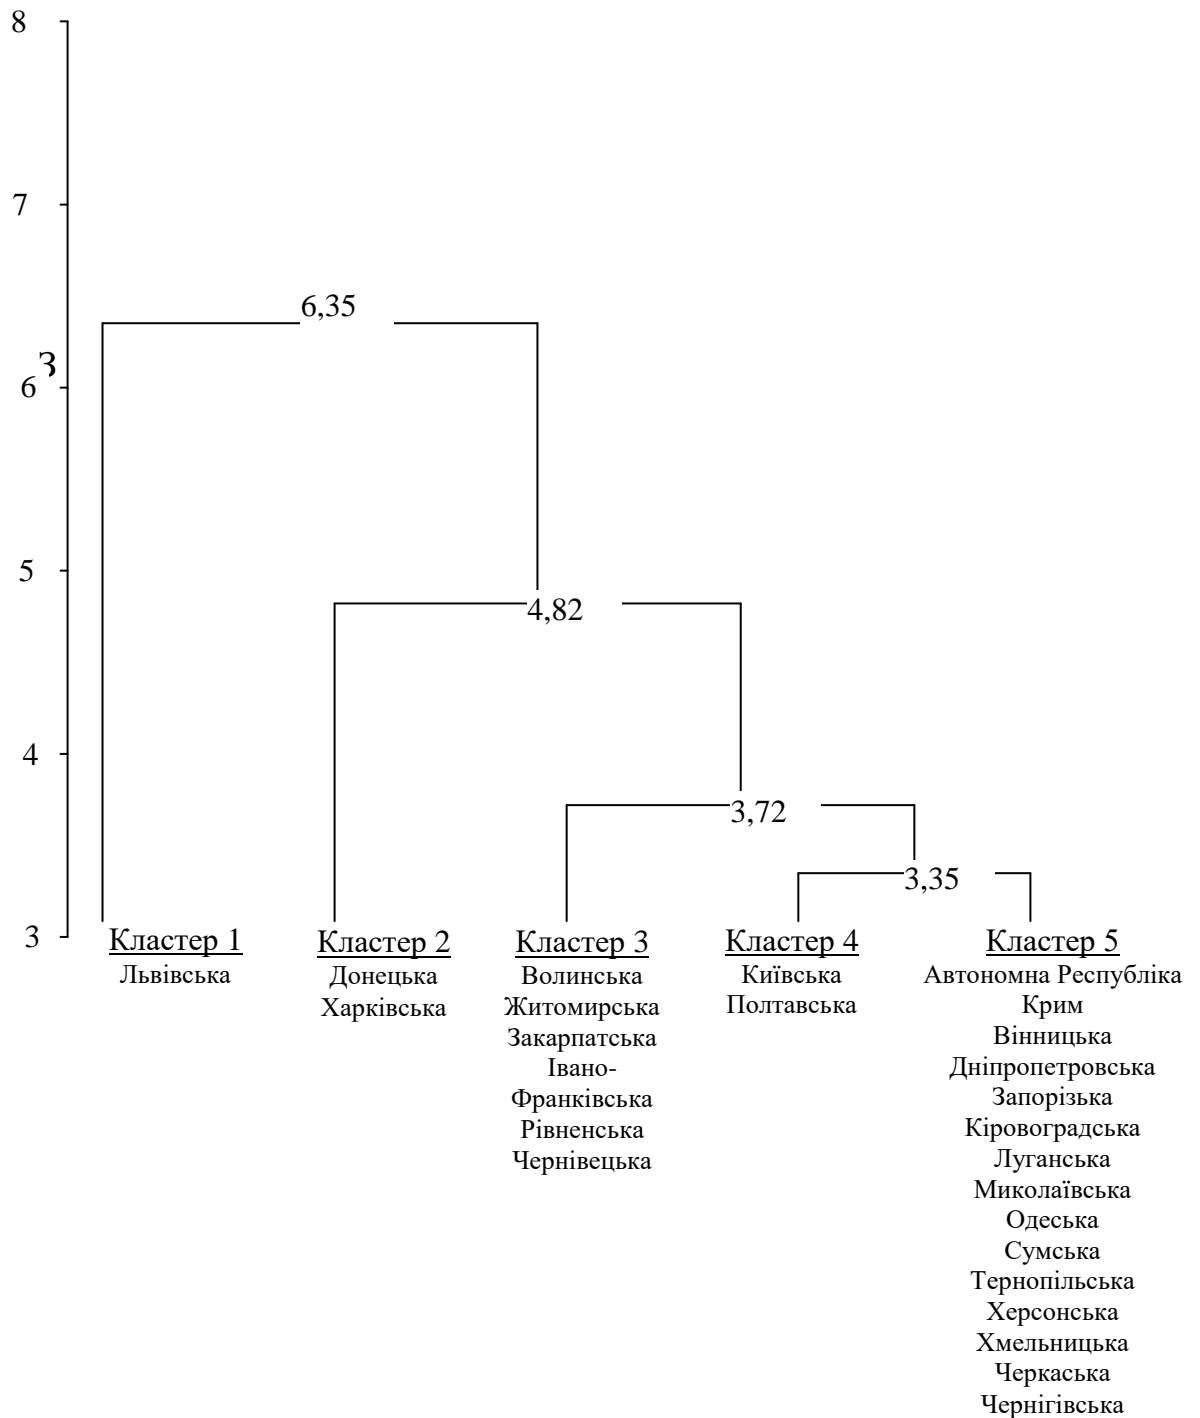 8
7
6,35
З
6
5
4,82
4
3,72
3,35
3
Кластер 1
Львівська
Кластер 2
Донецька
Харківська
Кластер 3
Волинська
Житомирська
Закарпатська
Івано-
Франківська
Рівненська
Чернівецька
Кластер 4
Київська
Полтавська
Кластер 5
Автономна Республіка
Крим
Вінницька
Дніпропетровська
Запорізька
Кіровоградська
Луганська
Миколаївська
Одеська
Сумська
Тернопільська
Херсонська
Хмельницька
Черкаська
Чернігівська